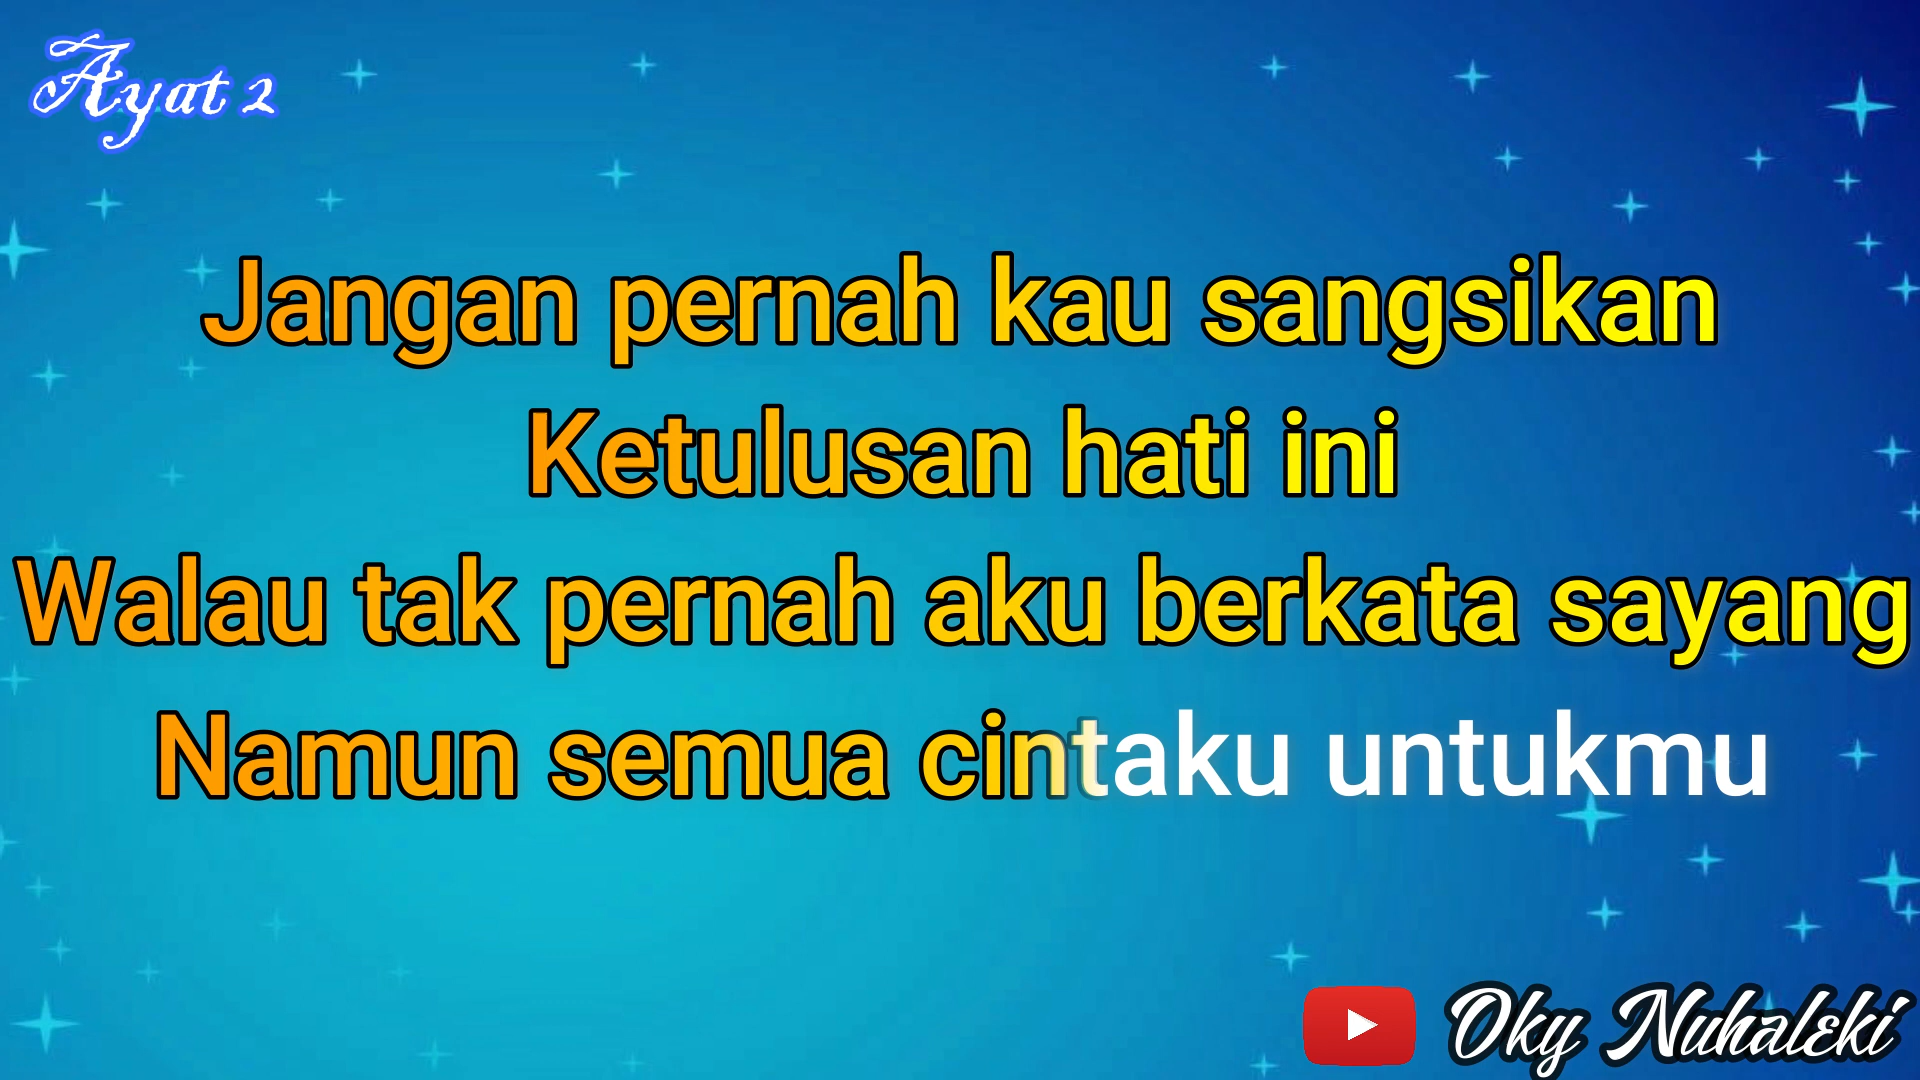 Ayat 2
Jangan pernah kau sangsikan
Ketulusan hati ini
Walau tak pernah aku berkata sayang
Namun semua cintaku untukmu
Oky Nuhaleki